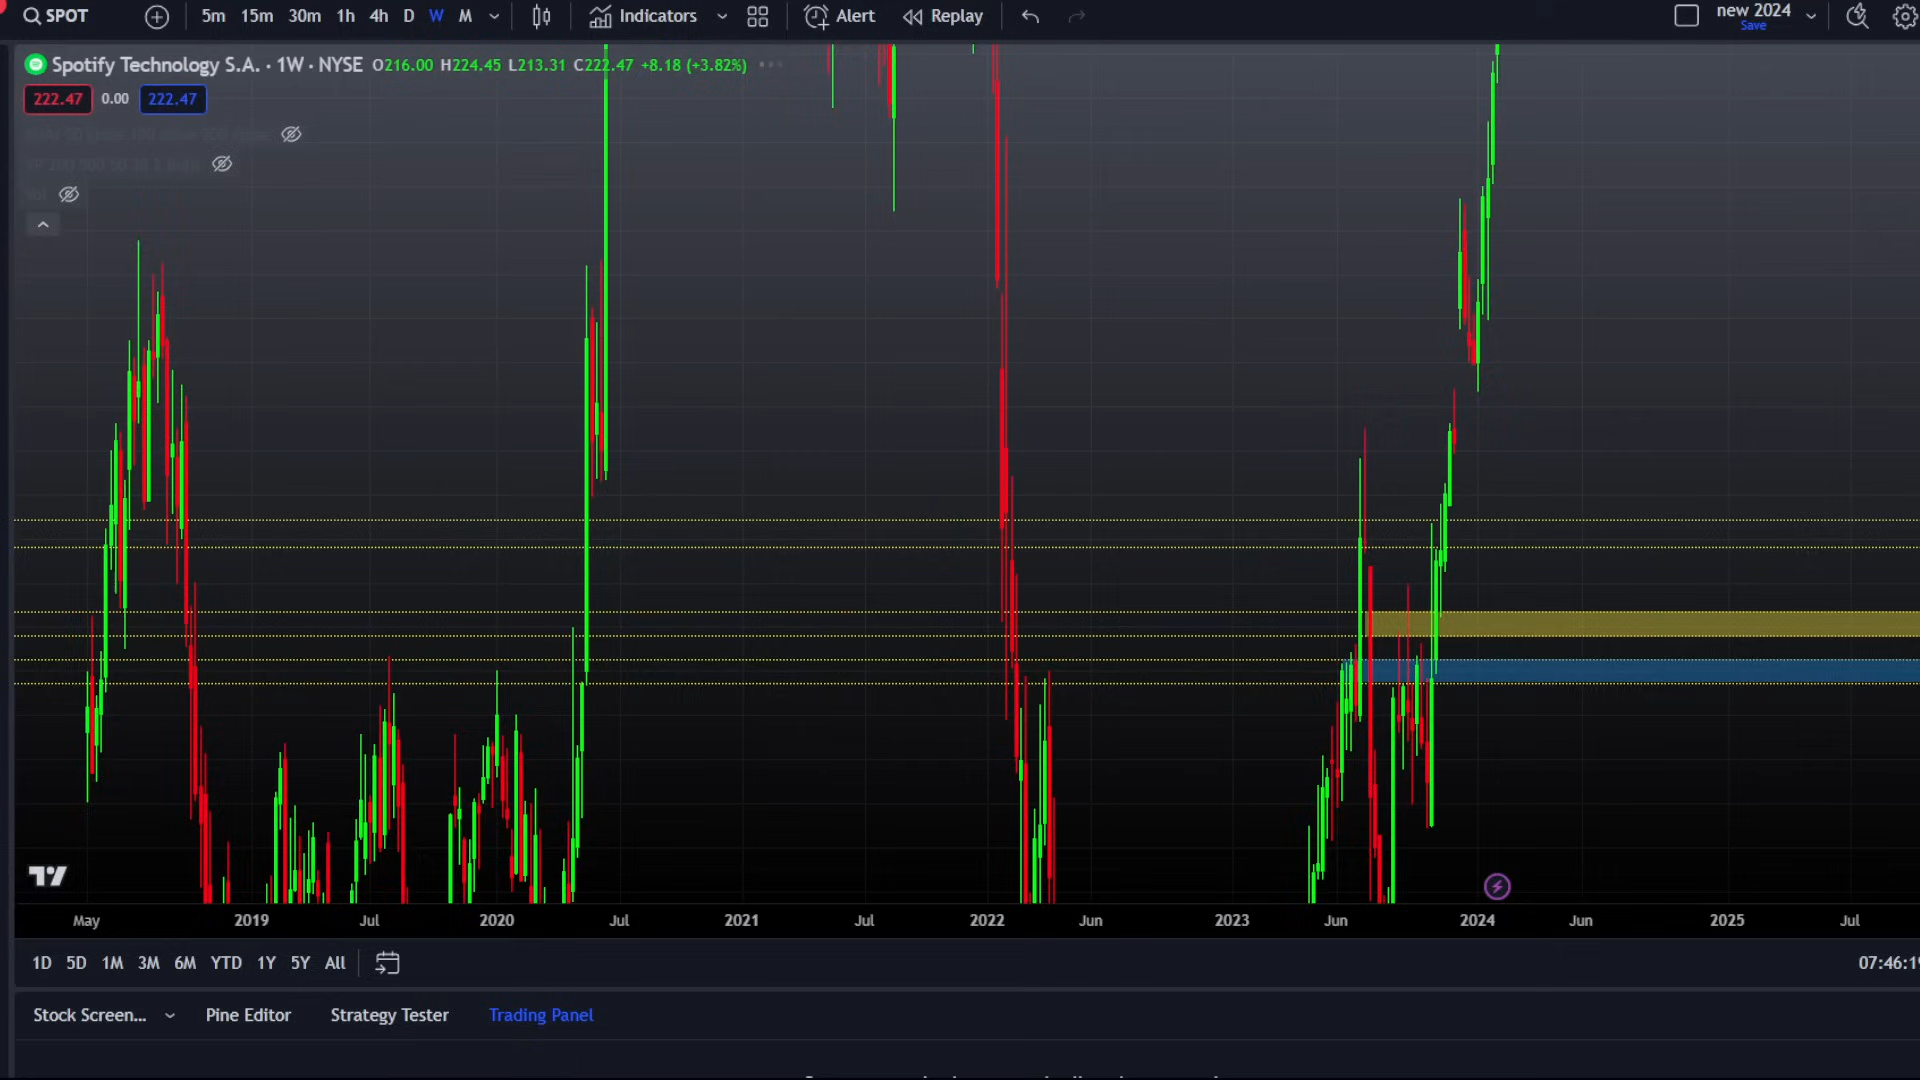 SPOT 5m 15m 30m 1h 4h D W M Indicators Alert Replay new 2024
Save
Spotify Technology S.A. · 1W · NYSE O216.00 H224.45 L213.31 C222.47 +8.18 (+3.82%)
222.47 0.00 222.47
May 2019 Jul 2020 Jul 2021 Jul 2022 Jun 2023 Jun 2024 Jun 2025 Jul
1D 5D 1M 3M 6M YTD 1Y 5Y All 07:46:19
Stock Screen... Pine Editor Strategy Tester Trading Panel